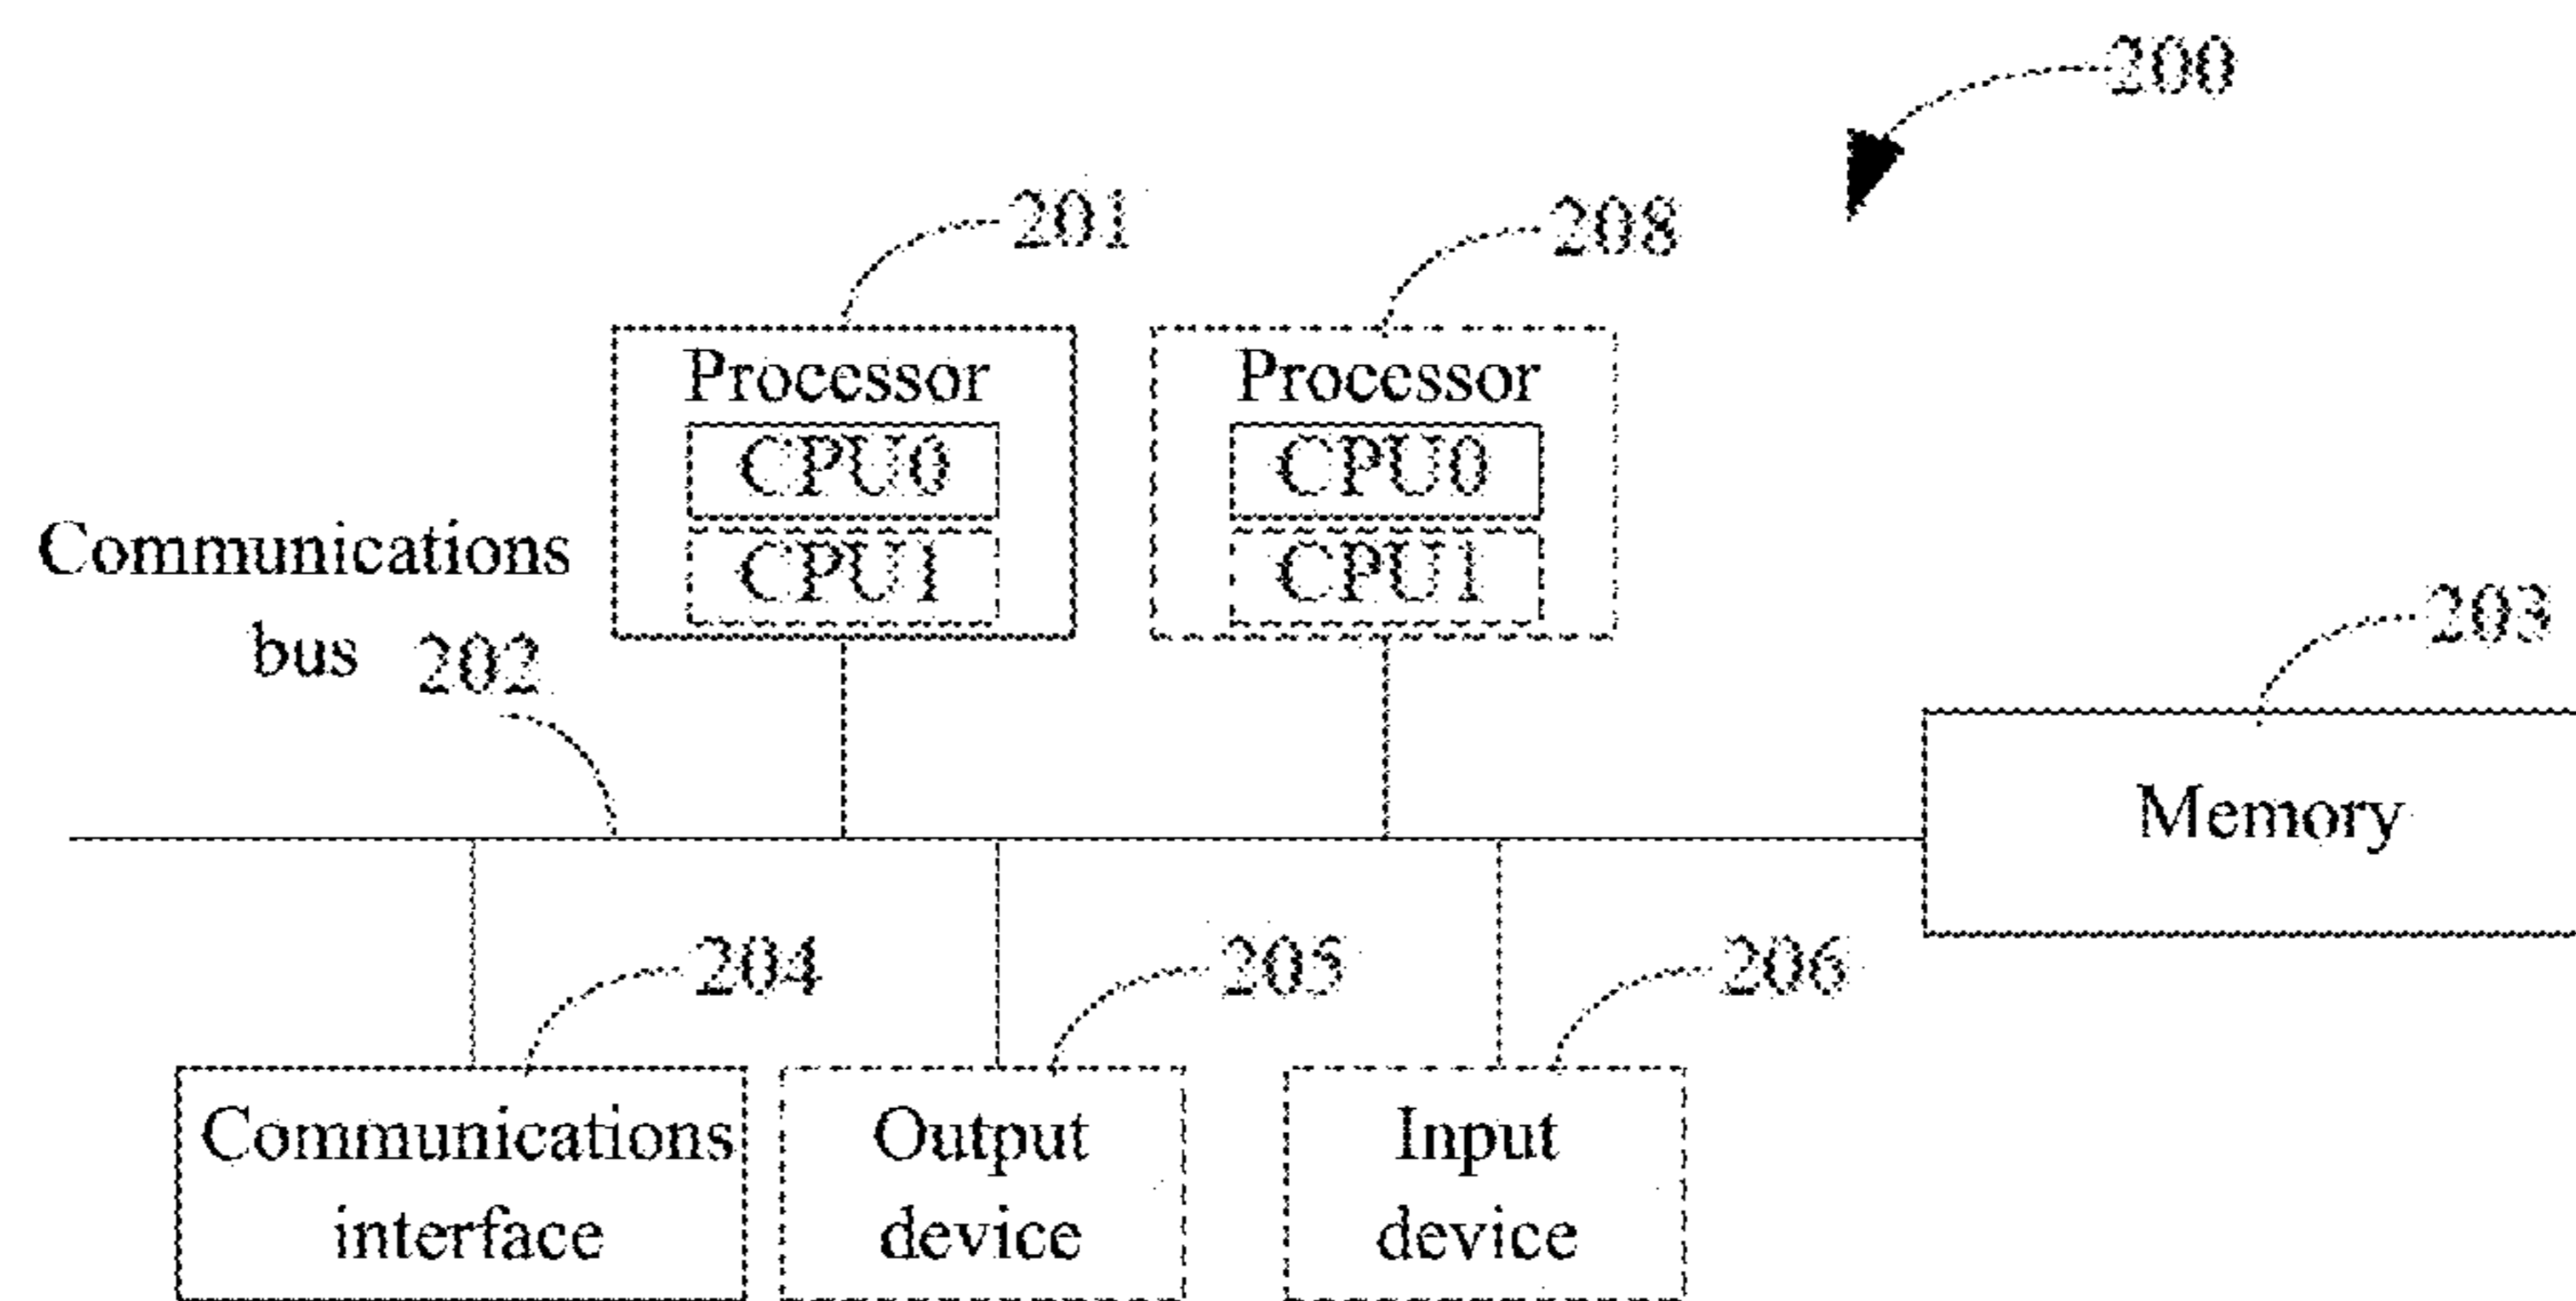 200
201
208
Processor
CPU0
CPU1
Processor
CPU0
CPU1
Communications
bus
202
203
Memory
204
205
206
Communications
interface
Output
device
Input
device